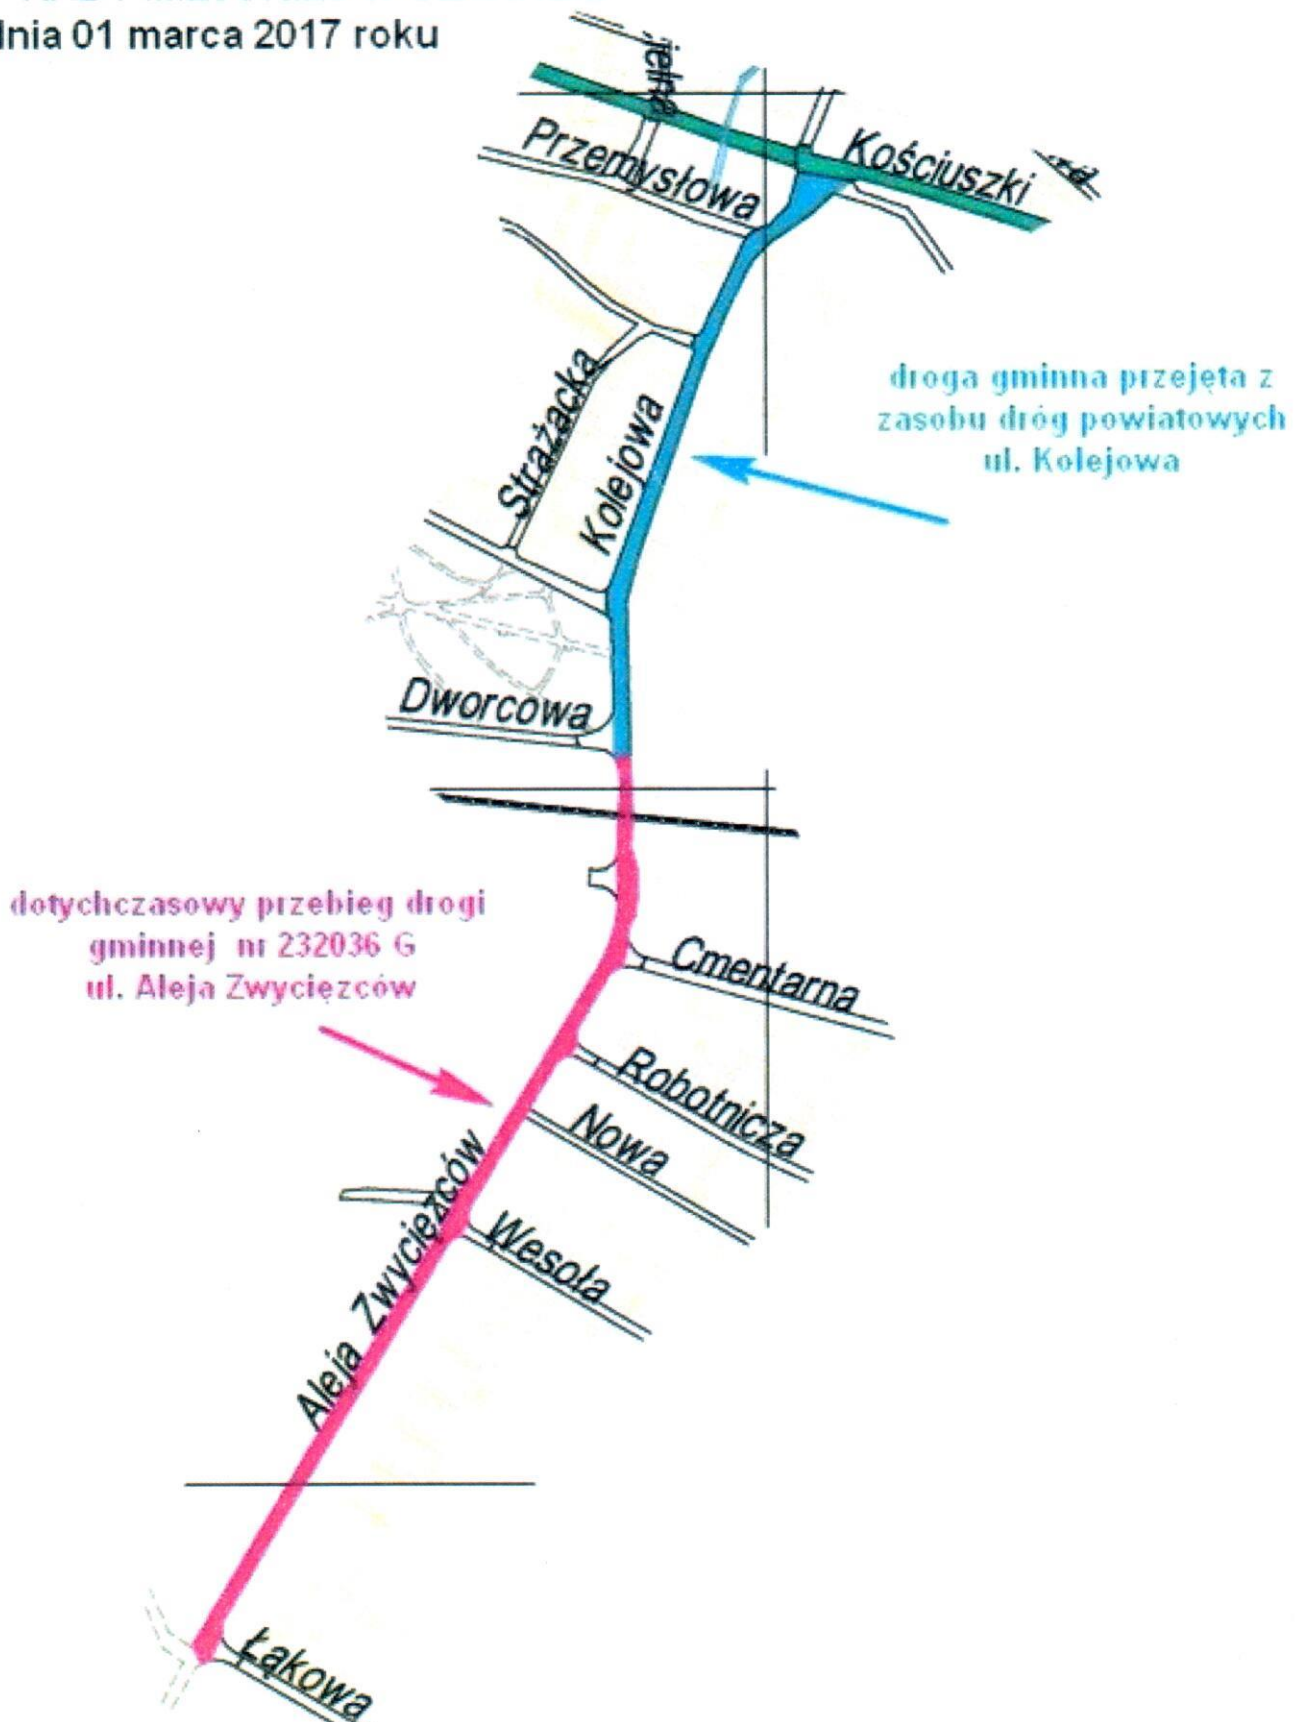 dnia 01 marca 2017 roku
Przemysłowa
Kościuszki
droga gminna przejęta z
zasobu dróg powiatowych
ul. Kolejowa
Strażacka
Kolejowa
Dworcowa
dotychczasowy przebieg drogi
gminnej nr 232036 G
ul. Aleja Zwycięzców
Cmentarna
Robotnicza
Nowa
Wesoła
Aleja Zwycięzców
Łąkowa